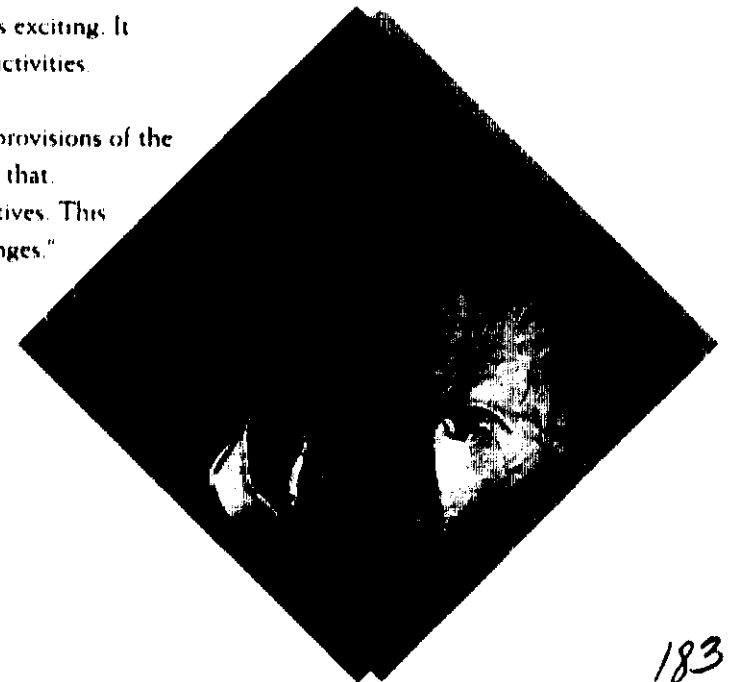 s exciting. It
ctivities.
provisions of the
that.
tives. This
nges."
183